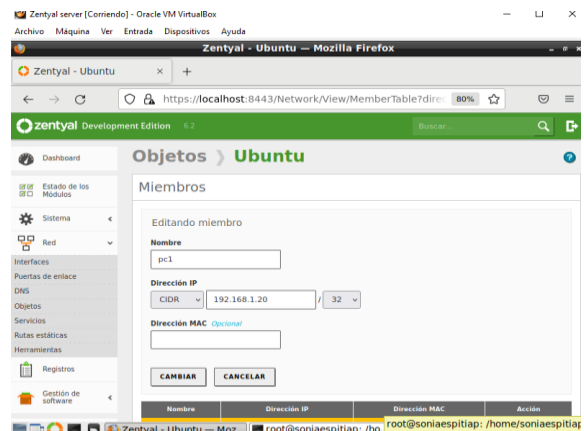 Zentyal server [Corriendo] - Oracle VM VirtualBox
Archivo Máquina Ver Entrada Dispositivos Ayuda
Zentyal - Ubuntu — Mozilla Firefox
Zentyal - Ubuntu
https://localhost:8443/Network/View/MemberTable?direc 80%
zentyal Development Edition 6.2 Buscar...
Dashboard
Estado de los
Módulos
Sistema
Red
Interfaces
Puertas de enlace
DNS
Objetos
Servicios
Rutas estáticas
Herramientas
Registros
Gestión de
software
Objetos Ubuntu
Miembros
Editando miembro
Nombre
pc1
Dirección IP
CIDR 192.168.1.20 / 32
Dirección MAC Opcional
CAMBIAR CANCELAR
Nombre Dirección IP Dirección MAC Acción
Zentyal - Ubuntu — Moz... root@soniaespitiap: /ho root@soniaespitiap: /home/soniaespitiap